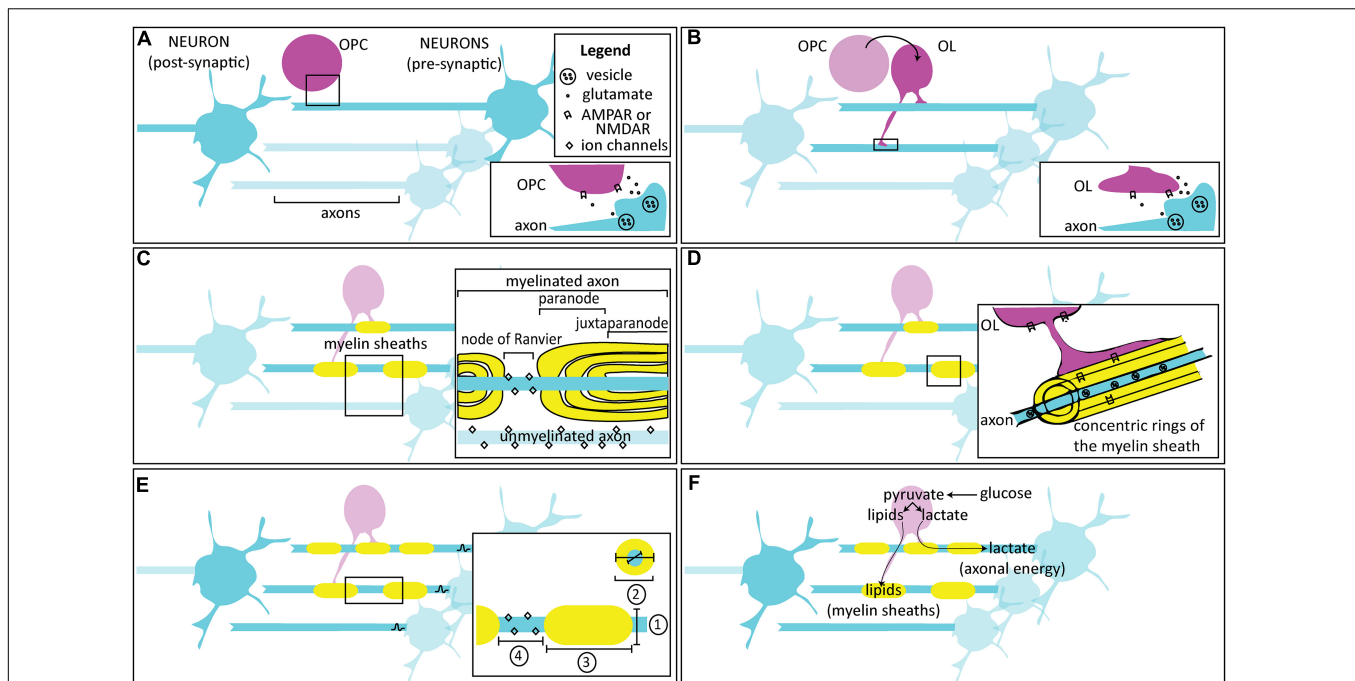 A
NEURON
(post-synaptic)
OPC
NEURONS
(pre-synaptic)
Legend
vesicle
glutamate
AMPAR or
NMDAR
ion channels
axons
OPC
axon
B
OPC
OL
OL
axon
C
myelin sheaths
myelinated axon
paranode
juxtaparanode
node of Ranvier
unmyelinated axon
D
OL
axon
concentric rings of
the myelin sheath
E
2
1
4
3
F
pyruvate
glucose
lipids
lactate
lactate
(axonal energy)
lipids
(myelin sheaths)